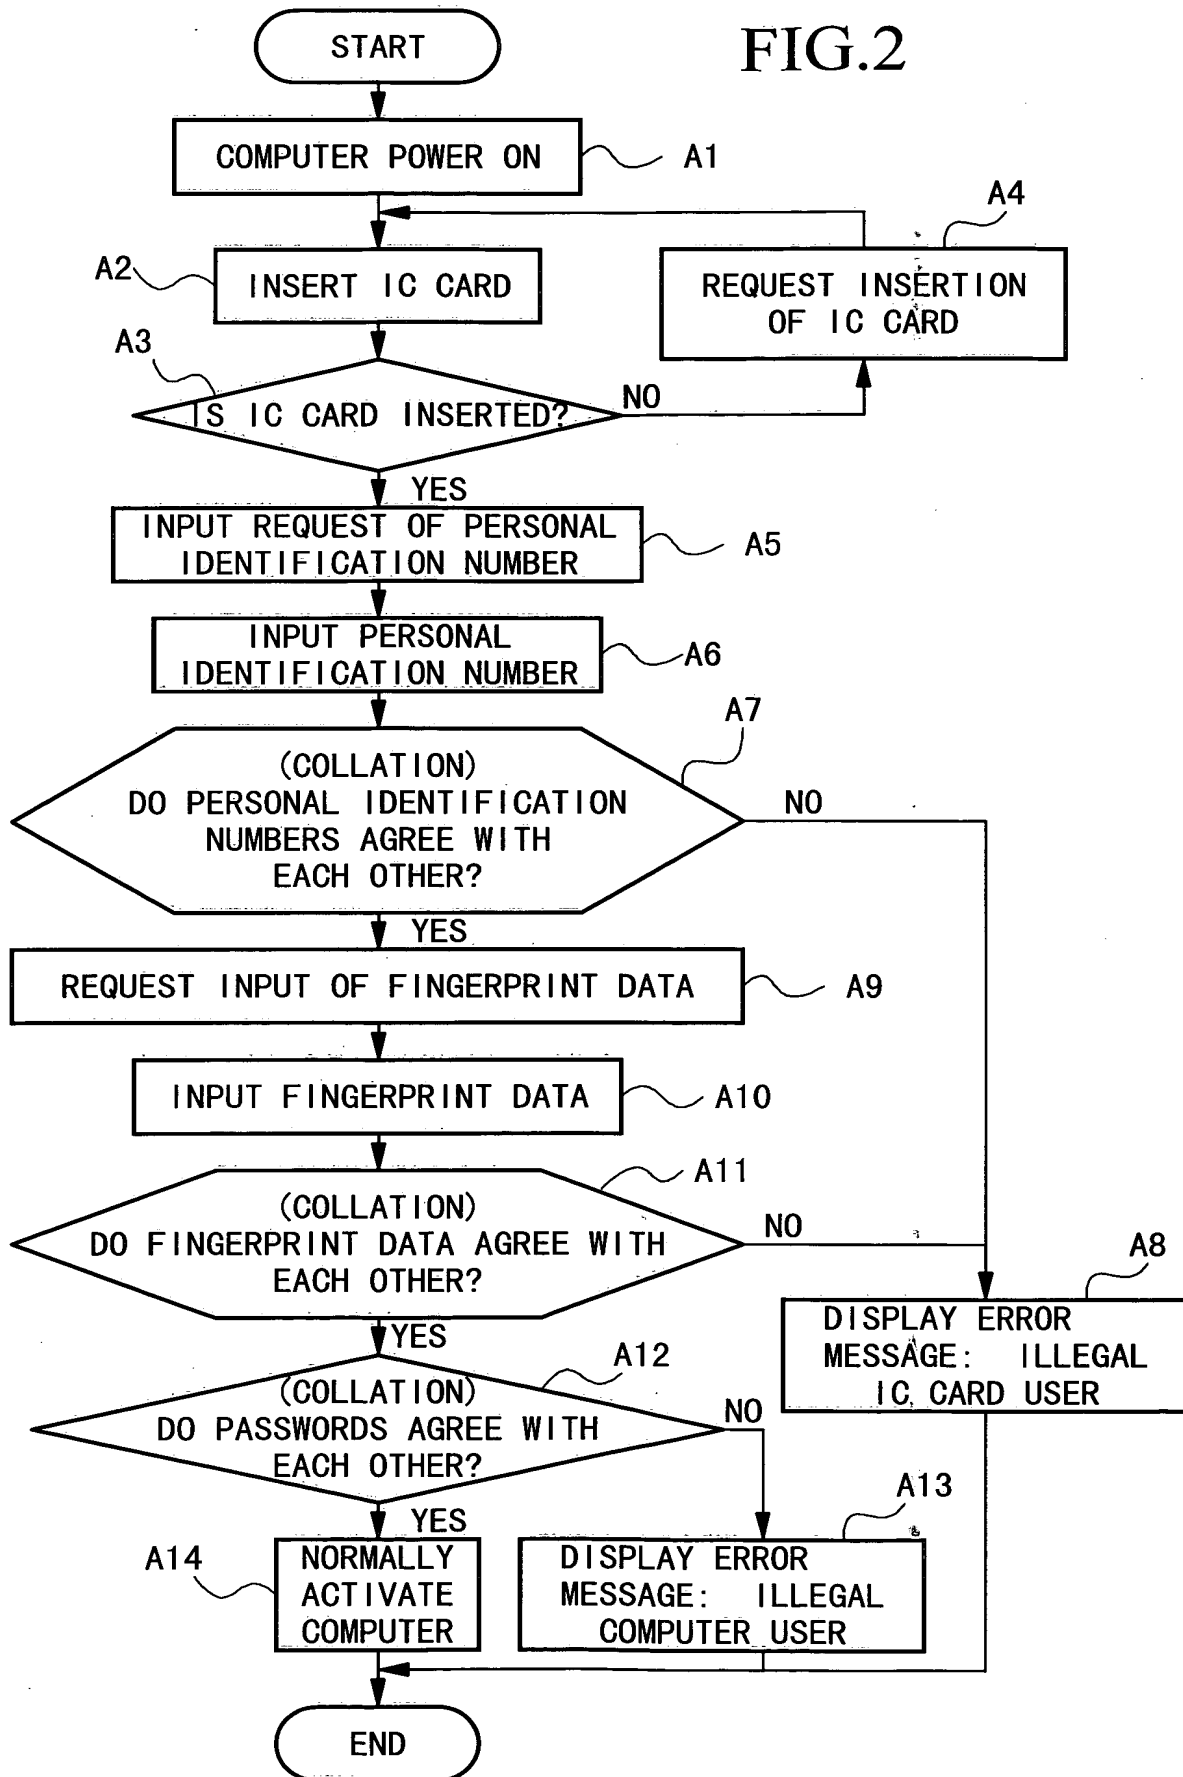 START
FIG.2
COMPUTER POWER ON
A1
A4
A2
INSERT IC CARD
REQUEST INSERTION
OF IC CARD
A3
IS IC CARD INSERTED?
NO
YES
INPUT REQUEST OF PERSONAL
IDENTIFICATION NUMBER
A5
INPUT PERSONAL
IDENTIFICATION NUMBER
A6
A7
(COLLATION)
DO PERSONAL IDENTIFICATION
NUMBERS AGREE WITH
EACH OTHER?
NO
YES
REQUEST INPUT OF FINGERPRINT DATA
A9
INPUT FINGERPRINT DATA
A10
A11
(COLLATION)
DO FINGERPRINT DATA AGREE WITH
EACH OTHER?
NO
A8
DISPLAY ERROR
MESSAGE: ILLEGAL
IC CARD USER
YES
A12
(COLLATION)
DO PASSWORDS AGREE WITH
EACH OTHER?
NO
YES
A13
A14
NORMALLY
ACTIVATE
COMPUTER
DISPLAY ERROR
MESSAGE: ILLEGAL
COMPUTER USER
END